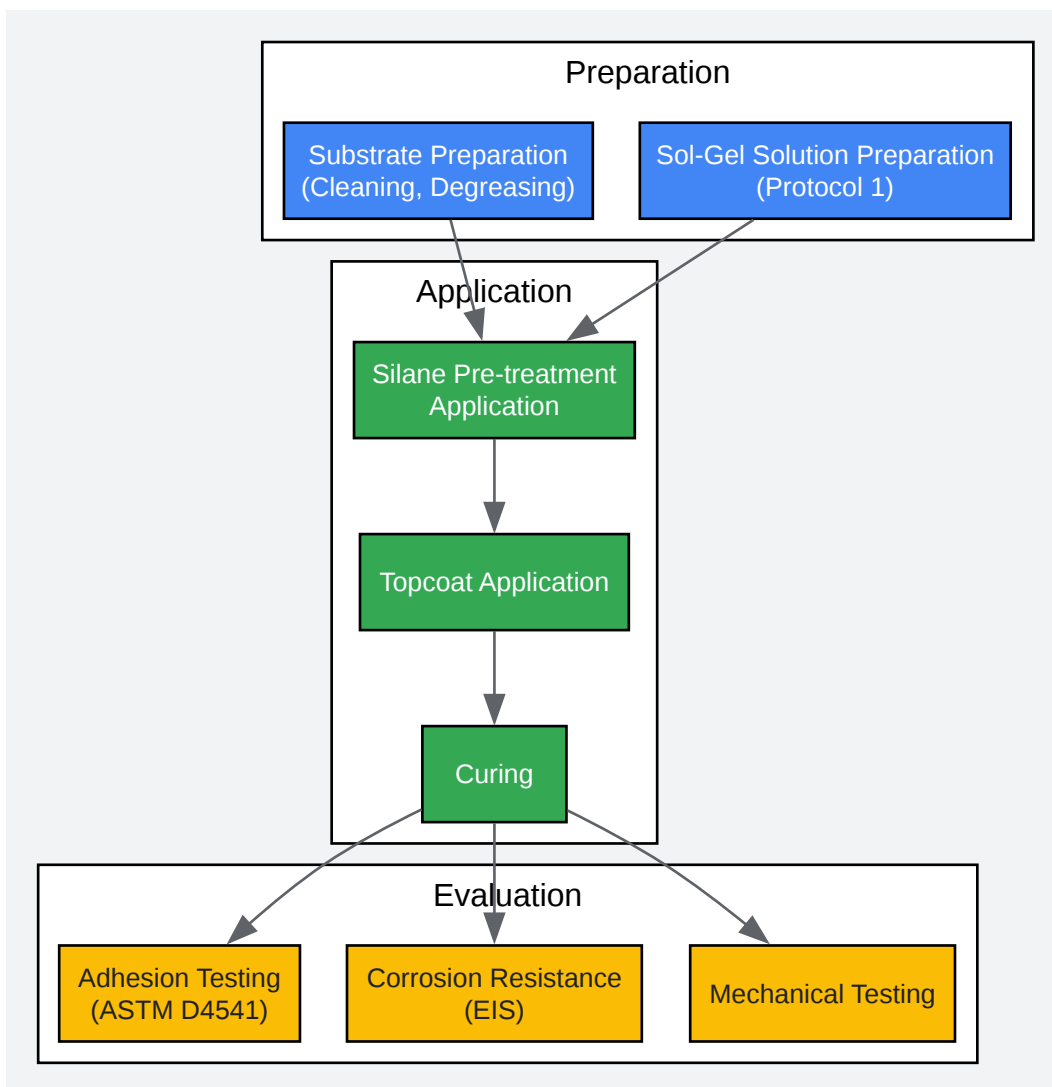 Preparation
Substrate Preparation
(Cleaning, Degreasing)
Sol-Gel Solution Preparation
(Protocol 1)
Application
Silane Pre-treatment
Application
Topcoat Application
Curing
Evaluation
Adhesion Testing
(ASTM D4541)
Corrosion Resistance
(EIS)
Mechanical Testing